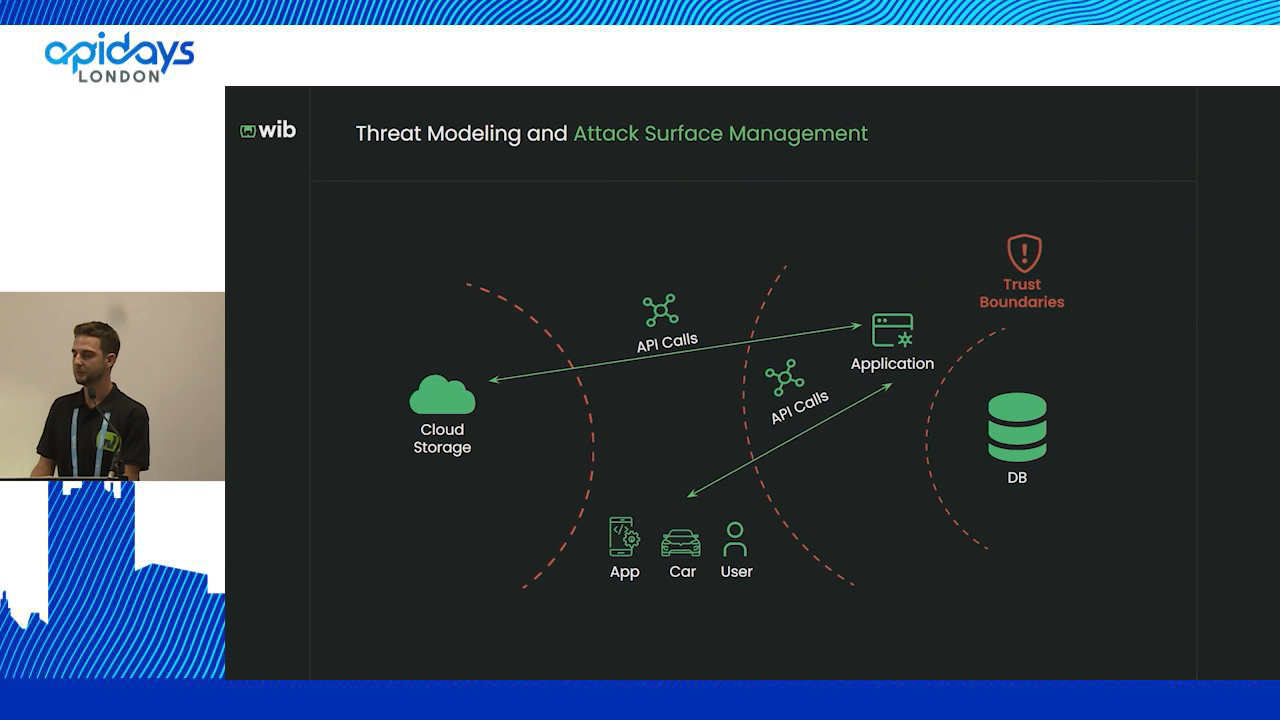 apidays
LONDON
wib
Threat Modeling and Attack Surface Management
Trust
Boundaries
API Calls
Application
API Calls
Cloud
Storage
DB
App
Car
User